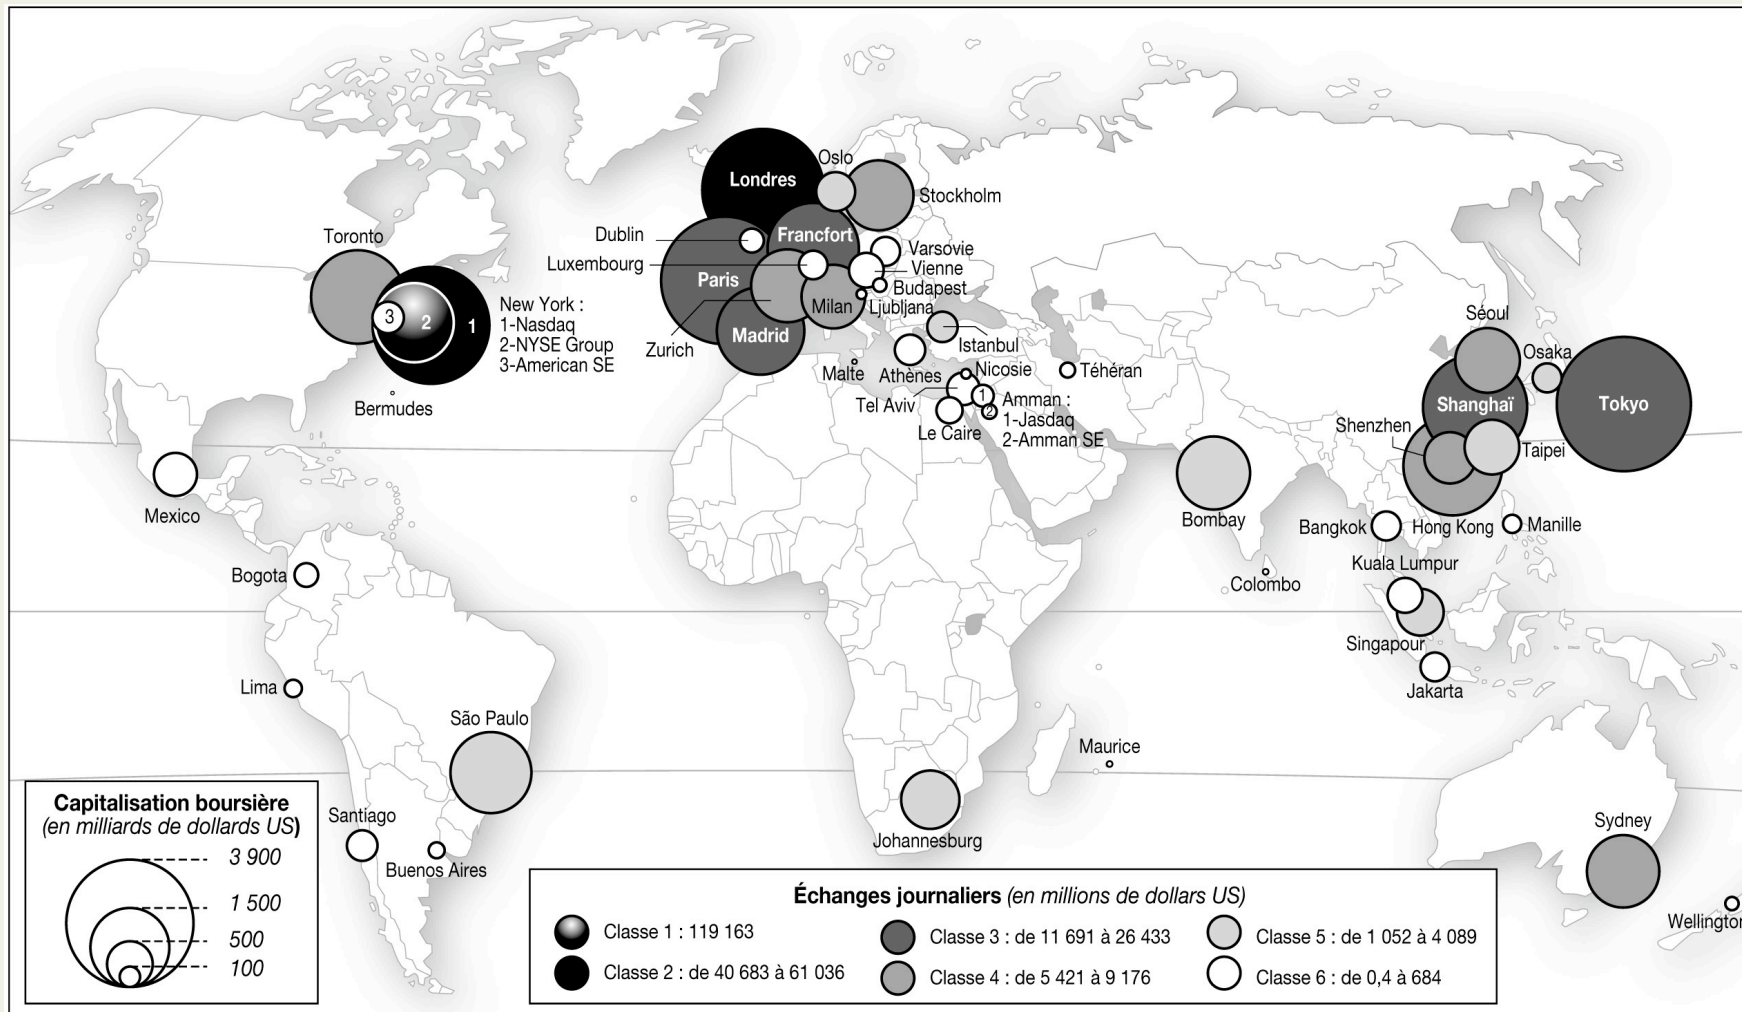 Londres
Oslo
Stockholm
Dublin
Francfort
Luxembourg
Varsovie
Vienne
Paris
Budapest
Milan
Ljubljana
Zurich
Madrid
Malte
Athènes
Istanbul
Nicosie
Téhéran
Tel Aviv
Le Caire
1
2
Amman :
1-Jasdaq
2-Amman SE
Toronto
3
2
1
New York :
1-Nasdaq
2-NYSE Group
3-American SE
Bermudes
Mexico
Bogota
Lima
São Paulo
Santiago
Buenos Aires
Johannesburg
Maurice
Séoul
Osaka
Shanghaï
Tokyo
Shenzhen
Taipei
Bombay
Bangkok
Hong Kong
Manille
Colombo
Kuala Lumpur
Singapour
Jakarta
Sydney
Wellington
Capitalisation boursière
(en milliards de dollards US)
3 900
1 500
500
100
Échanges journaliers (en millions de dollars US)
Classe 1 : 119 163
Classe 2 : de 40 683 à 61 036
Classe 3 : de 11 691 à 26 433
Classe 4 : de 5 421 à 9 176
Classe 5 : de 1 052 à 4 089
Classe 6 : de 0,4 à 684